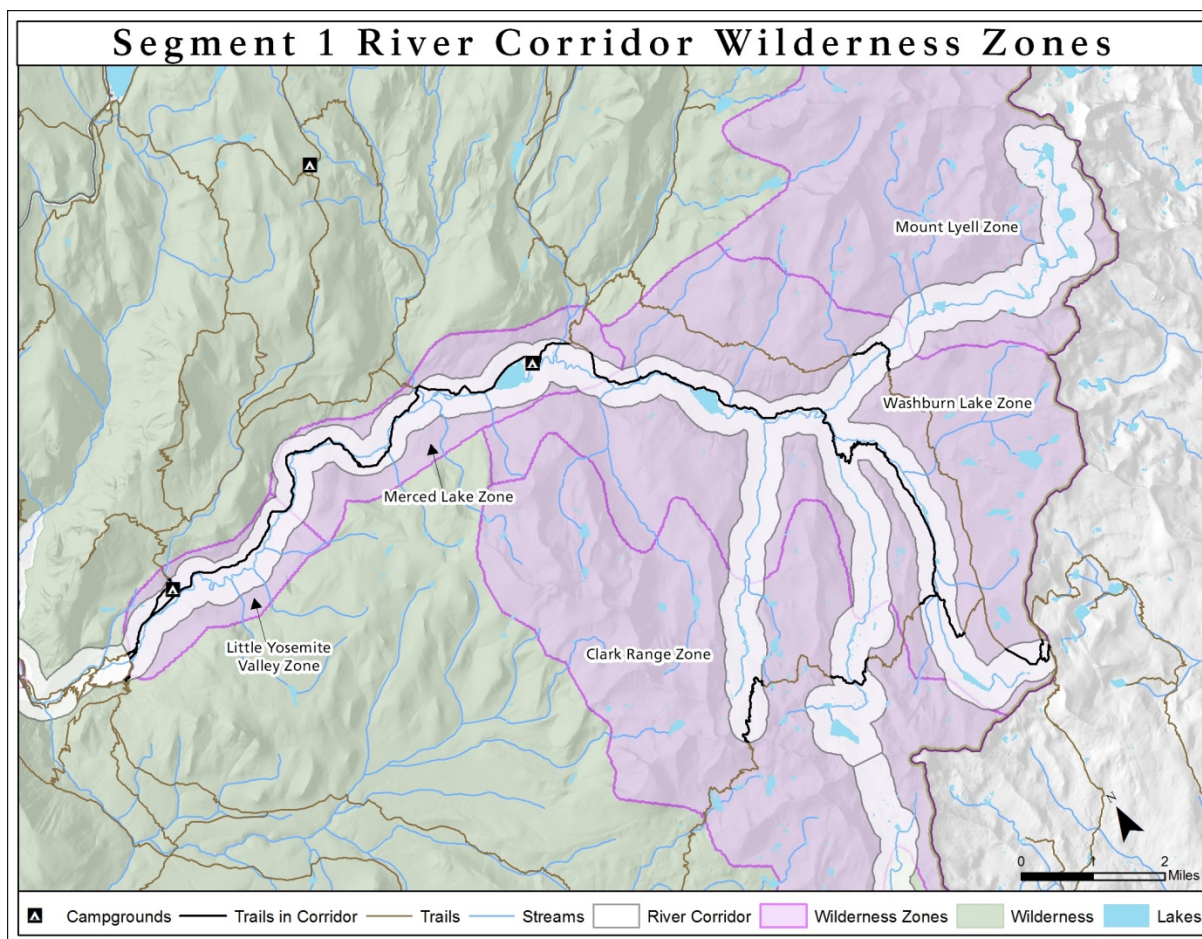 Segment 1 River Corridor Wilderness Zones
Mount Lyell Zone
Washburn Lake Zone
Merced Lake Zone
Little Yosemite
Valley Zone
Clark Range Zone
N
0 1 2
Miles
Campgrounds Trails in Corridor Trails Streams River Corridor Wilderness Zones Wilderness Lakes